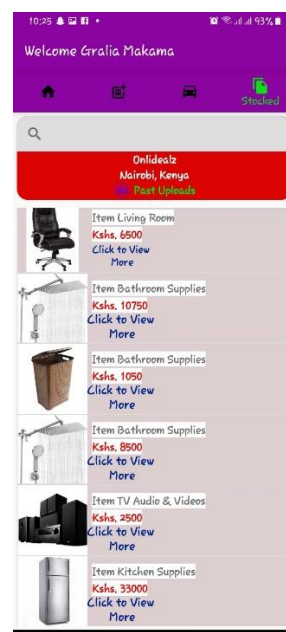 10:25
93%
Welcome Gralia Makama
Stocked
Onlidealz
Nairobi, Kenya
Past Uploads
Item Living Room
Kshs. 6500
Click to View
More
Item Bathroom Supplies
Kshs. 10750
Click to View
More
Item Bathroom Supplies
Kshs. 1050
Click to View
More
Item Bathroom Supplies
Kshs. 8500
Click to View
More
Item TV Audio & Videos
Kshs. 2500
Click to View
More
Item Kitchen Supplies
Kshs. 33000
Click to View
More